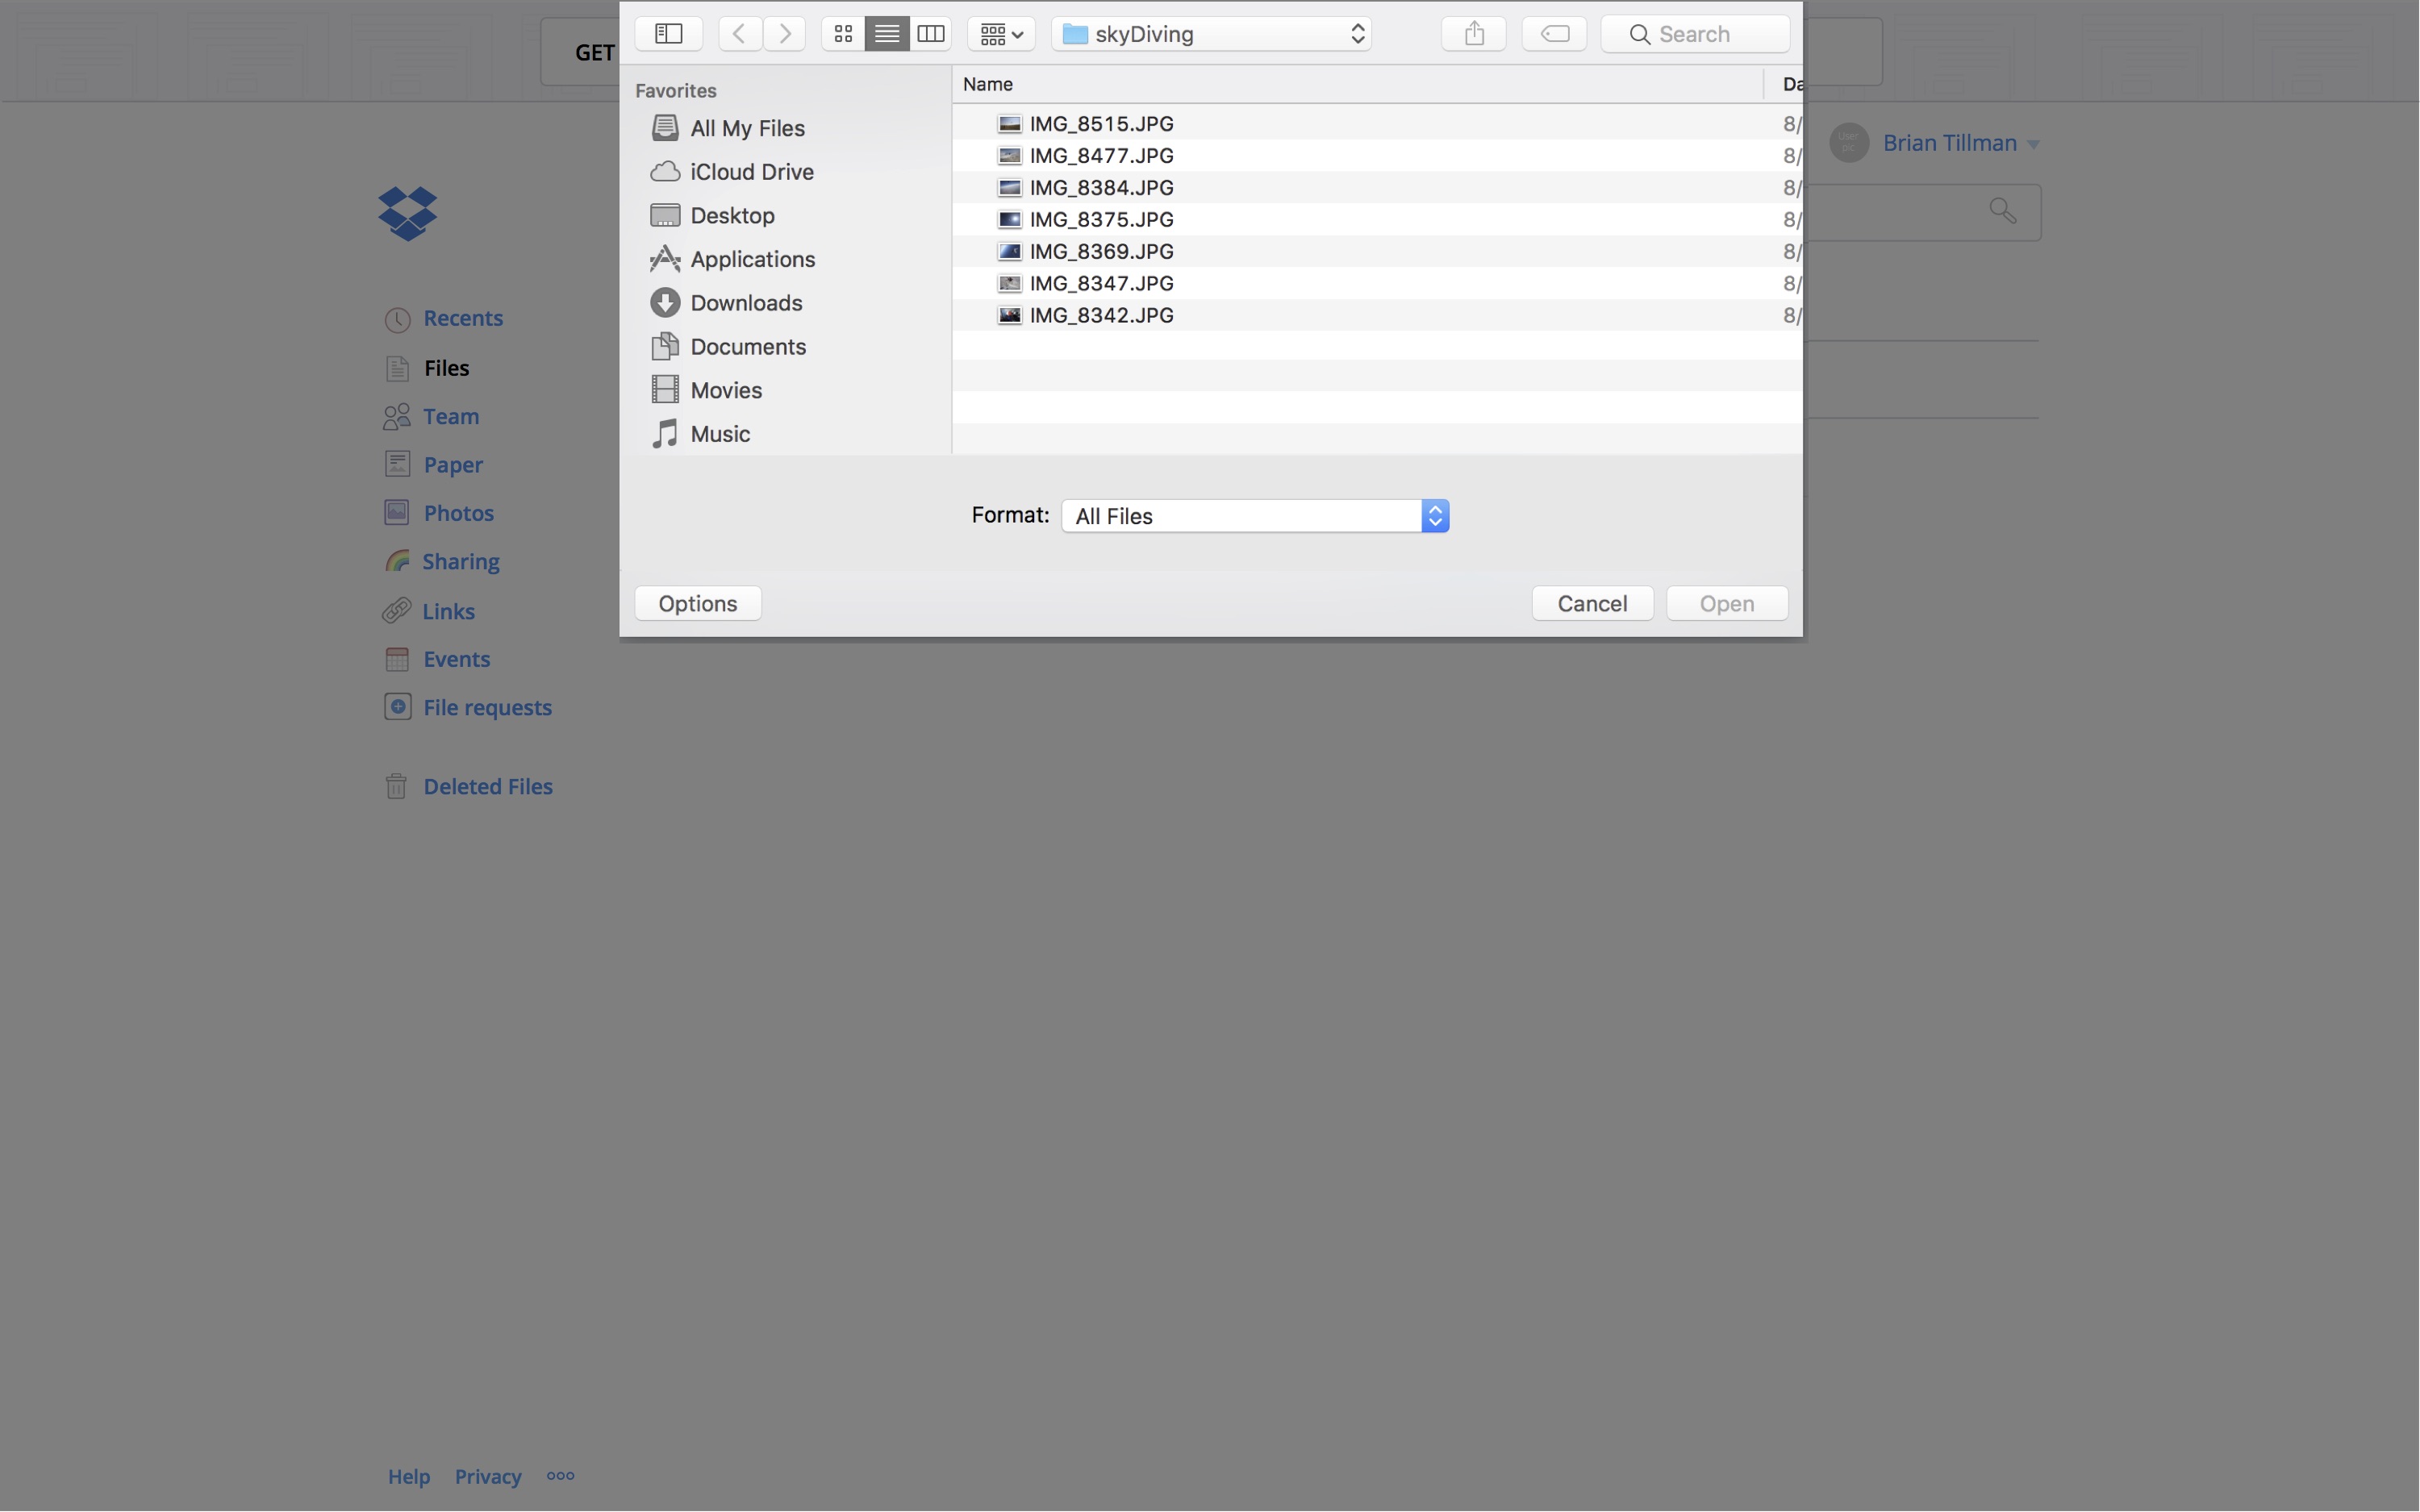 GET
skyDiving
Search
Favorites
All My Files
iCloud Drive
Desktop
Applications
Downloads
Documents
Movies
Music
Name
Da
IMG_8515.JPG 8/
IMG_8477.JPG 8/
IMG_8384.JPG 8/
IMG_8375.JPG 8/
IMG_8369.JPG 8/
IMG_8347.JPG 8/
IMG_8342.JPG 8/
Format: All Files
Options
Cancel
Open
User
pic
Brian Tillman
Recents
Files
Team
Paper
Photos
Sharing
Links
Events
File requests
Deleted Files
Help Privacy